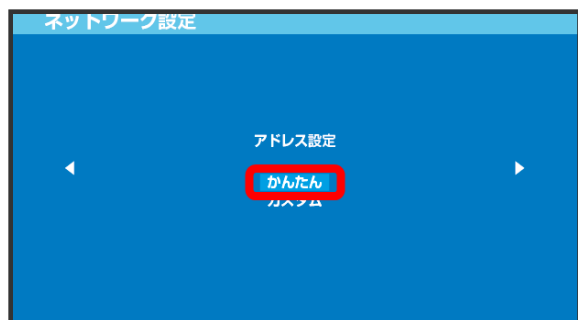 ネットワーク設定
アドレス設定
かんたん
カスタム